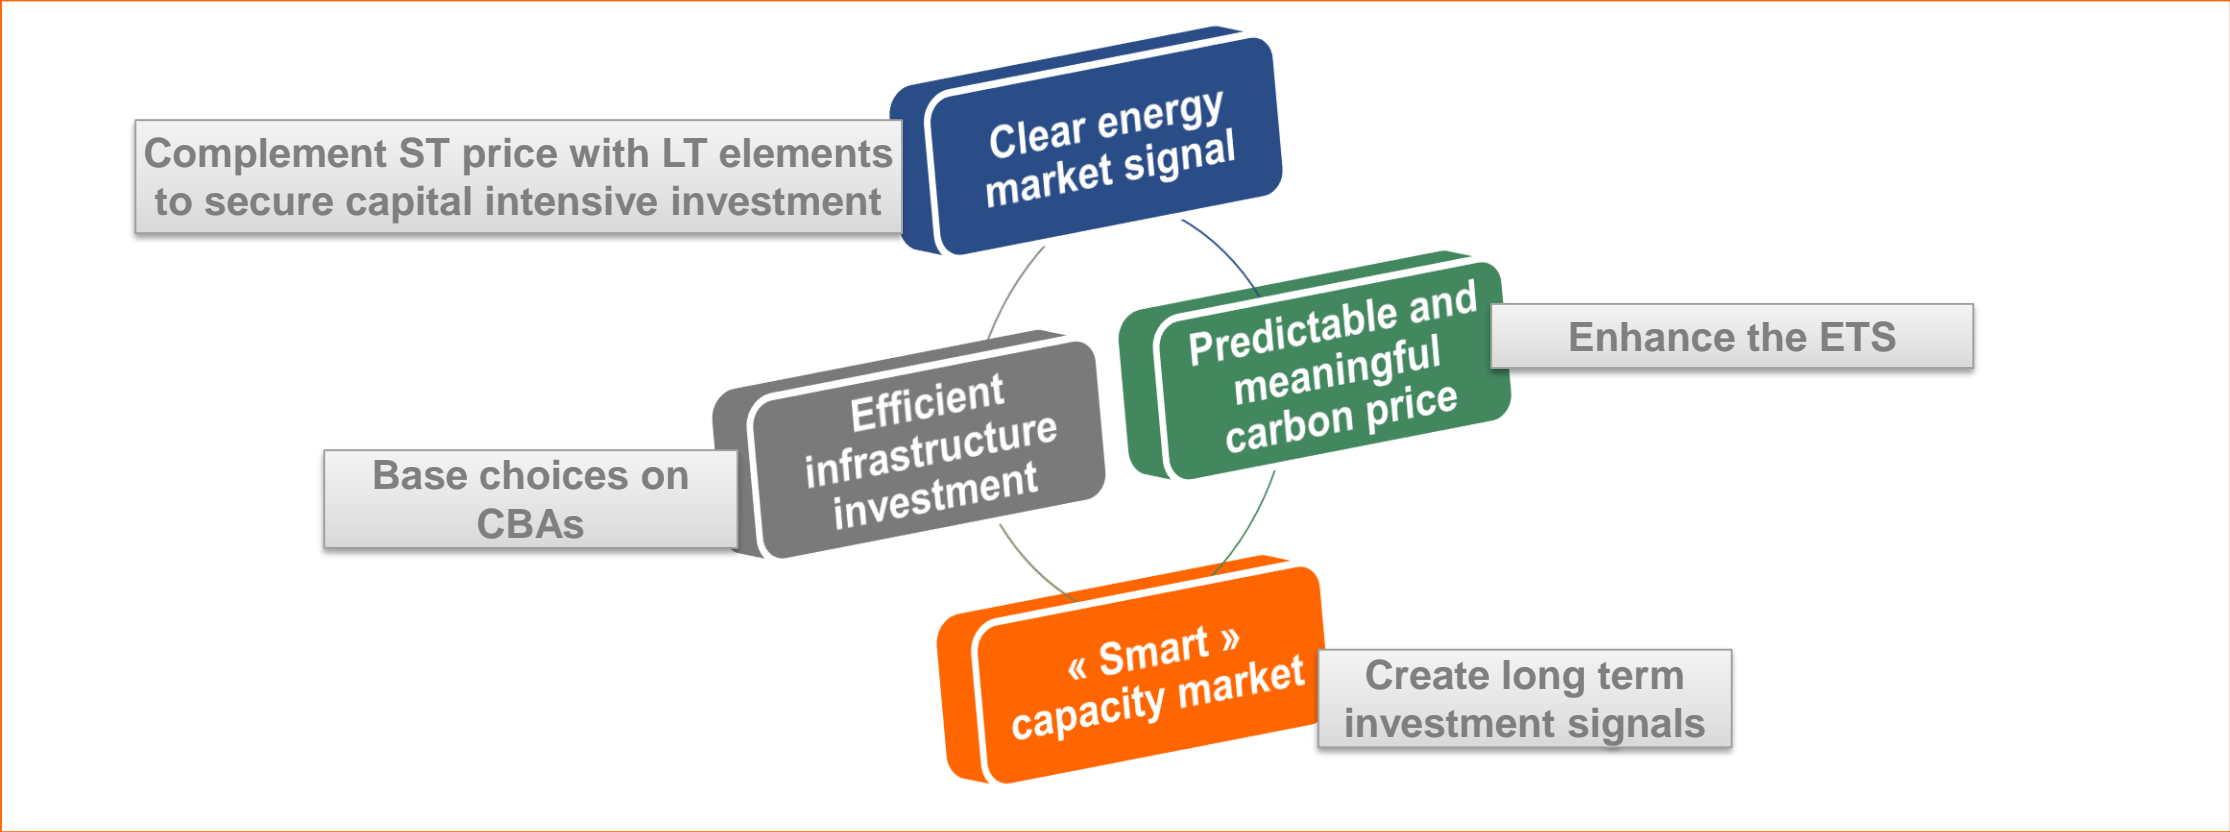 Clear energy
market signal
Complement ST price with LT elements
to secure capital intensive investment
Predictable and
meaningful
carbon price
Enhance the ETS
Efficient
infrastructure
investment
Base choices on
CBAs
« Smart »
capacity market
Create long term
investment signals